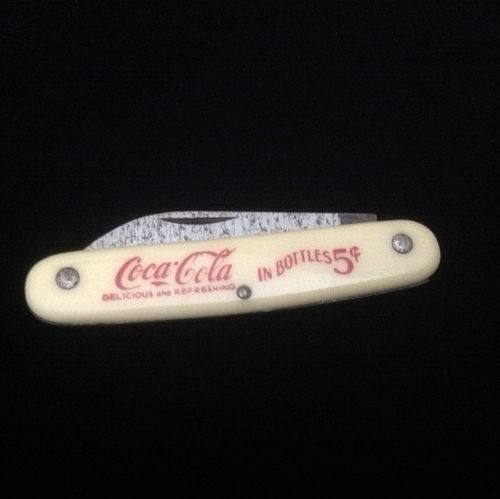 Coca-Cola
DELICIOUS and REFRESHING
IN BOTTLES 5¢